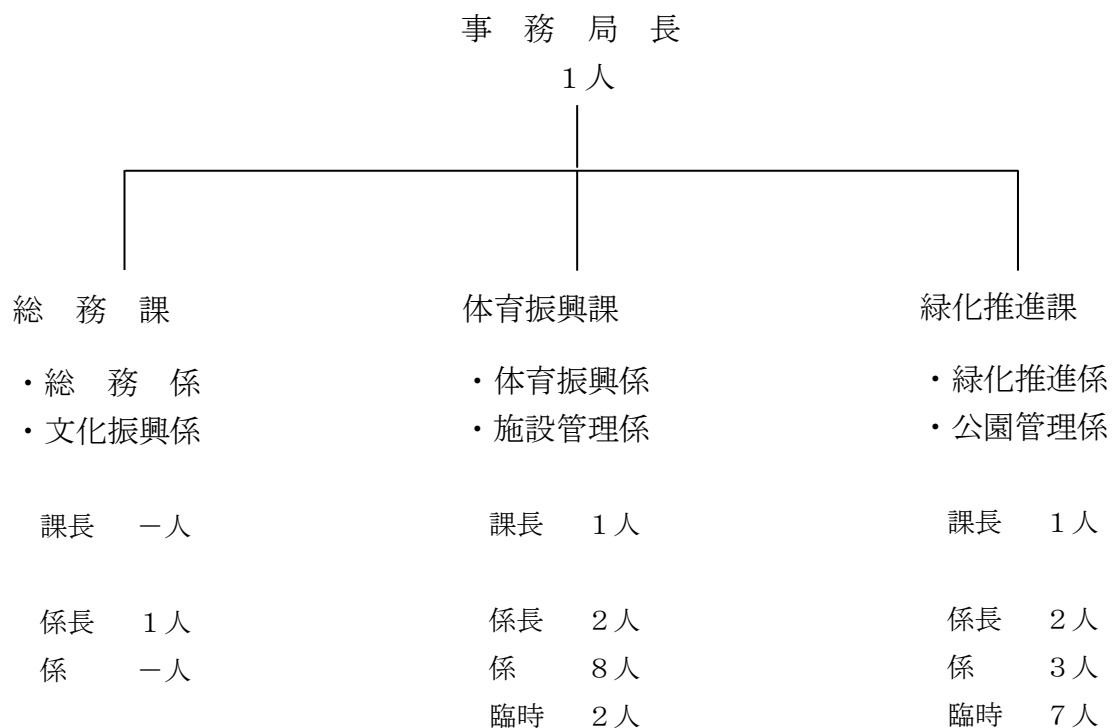 事　務　局　長
１人
総　務　課
・総　務　係
・文化振興係
課長　－人
係長　１人
係　　－人
体育振興課
・体育振興係
・施設管理係
課長　１人
係長　２人
係　　８人
臨時　２人
緑化推進課
・緑化推進係
・公園管理係
課長　１人
係長　２人
係　　３人
臨時　７人